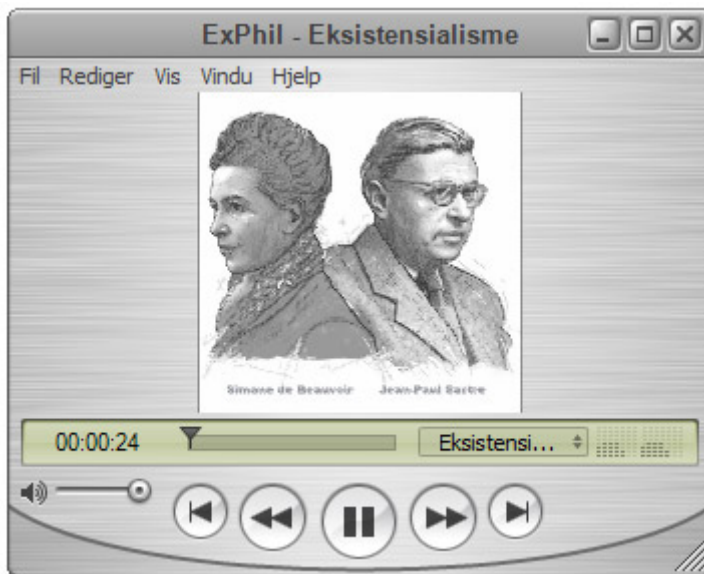 ExPhil - Eksistensialisme
Fil Rediger Vis Vindu Hjelp
Simone de Beauvoir Jean-Paul Sartre
00:00:24 Eksistensi...